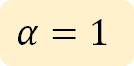 α = 1